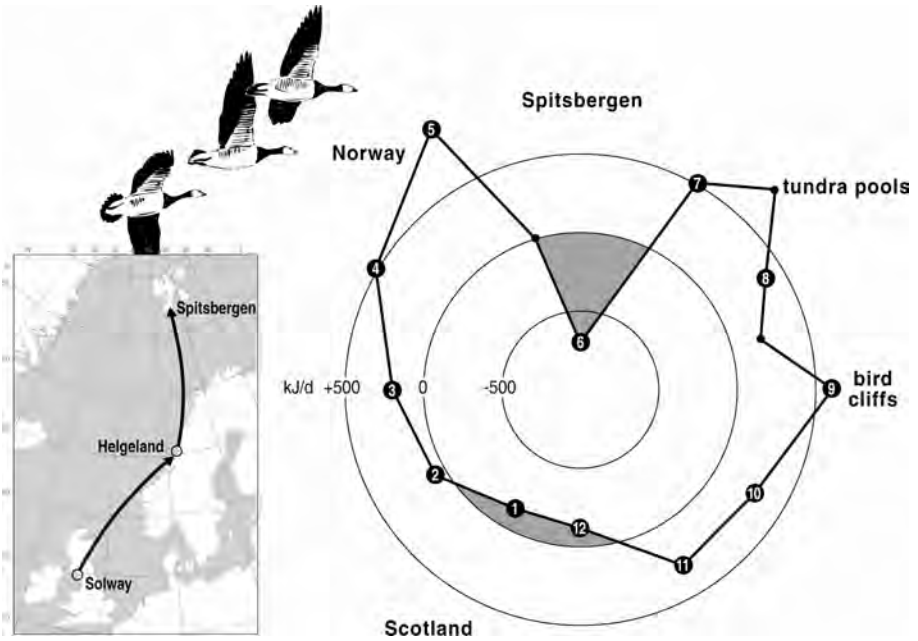 Spitsbergen
5
Norway
7
tundra pools
4
8
Spitsbergen
6
kJ/d +500 0 -500
3
9
bird
cliffs
Helgeland
2
10
1
12
11
Solway
Scotland